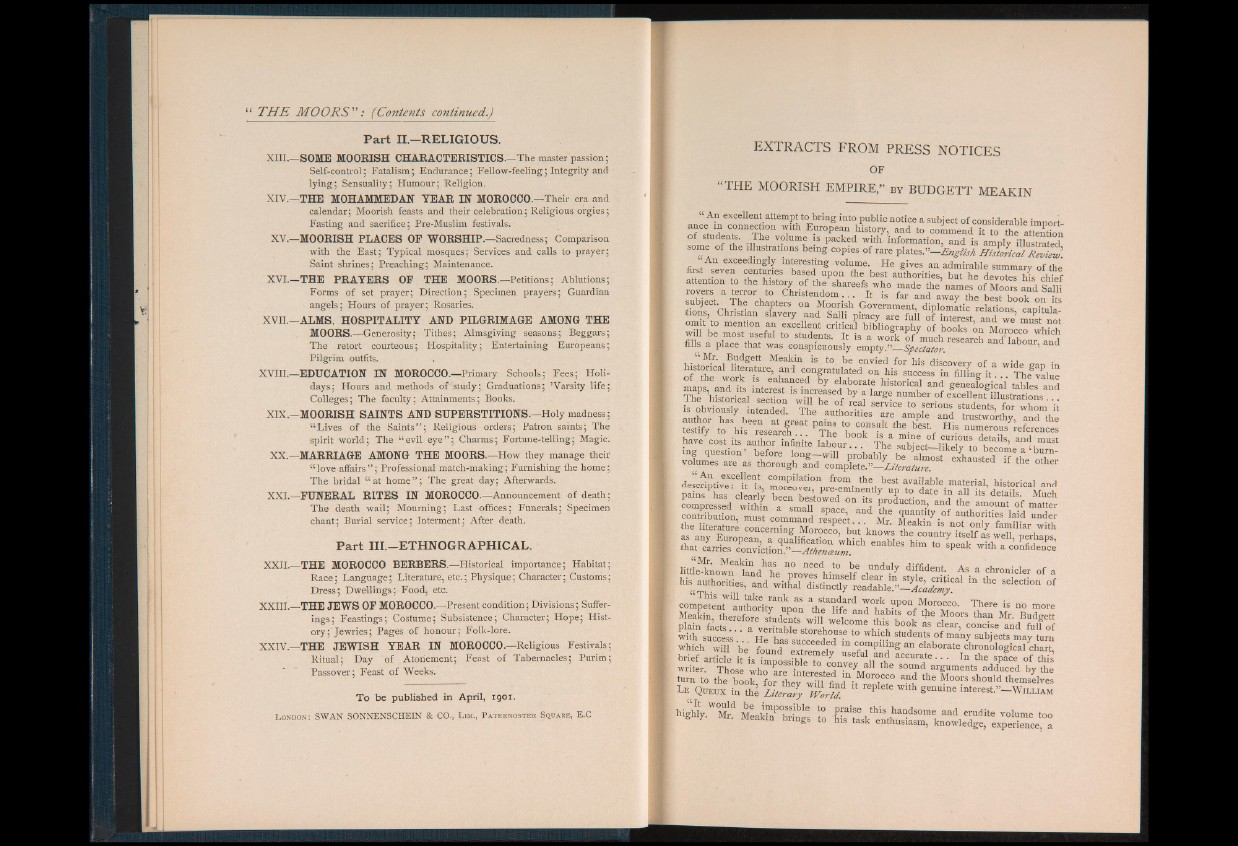 “ THE MOORS” : (Contents continued.)
Part II.—RELIGIOUS.
XIII.—SOME MOORISH CHARACTERISTICS.—The master passion;
Self-control; Fatalism; Endurance; Fellow-feeling; Integrity and
lying; Sensuality; Humour; Religion.
XIV.—THE MOHAMMEDAN YEAR IN MOROCCO.—Their era and
calendar; Moorish feasts and their celebration; Religious orgies;
Fasting and sacrifice; Pre-Muslim festivals.
XV.—MOORISH PLACES OF WORSHIP.—Sacredness; Comparison
with the East; Typical mosques; Services and calls to prayer;
Saint shrines; Preaching; Maintenance.
XVI.—THE PRAYERS OF THE MOORS.—Petitions; Ablutions;
Forms of set prayer; Direction; Specimen prayers; Guardian
angels; Hours of prayer; Rosaries.
XVII.—ALMS, HOSPITALITY AND PILGRIMAGE AMONG THE
MOORS.—Generosity; Tithes; Almsgiving seasons; Beggars;
The retort courteous; Hospitality; Entertaining Europeans;
Pilgrim outfits.
XVIII.—EDUCATION IN MOROCCO.—Primary Schools; Fees; Holi-
days; Hours and methods of study; Graduations; ’Varsity life;
Colleges; The faculty; Attainments; Books.
XIX.—MOORISH SAINTS AND SUPERSTITIONS.—Holy madness;
“Lives of the Saints”; Religious orders; Patron saints; The
spirit world; The “evil eye”; Charms; Fortune-telling; Magic.
XX.—MARRIAGE AMONG THE MOORS.—How they manage their
“love affairs”; Professional match-making; Furnishing the home;
The bridal “at home”; The great day; Afterwards.
XXI.—FUNERAL RITES IN MOROCCO.—Announcement of death;
The death wail; Mourning; Last offices; Funerals; Specimen
chant; Burial service; Interment; After death.
Part III.—ETHNOGRAPHICAL.
XXII.—THE MOROCCO BERBERS.—Historical importance; Habitat;
Race; Language; Literature, etc.; Physique; Character; Customs;
Dress; Dwellings; Food, etc.
XXIII.—THE JEWS OF MOROCCO.—Present condition; Divisions; Suffer-
ings; Feastings; Costume; Subsistence; Character; Hope; Hist-
ory; Jewries; Pages of honour; Folk-lore.
XXIV.—THE JEWISH YEAR IN MOROCCO.—Religious Festivals;
Ritual; Day of Atonement; Feast of Tabernacles; Purim;
Passover; Feast of Weeks.
To be published in April, 1901.
LONDON: SWAN SONNENSCHEIN & CO., LIM., PATERNOSTER SQUARE, E.C
EXTRACTS FROM PRESS NOTICES
OF
“THE MOORISH EMPIRE,” BY BUDGETT MEAKIN
“An excellent attempt to bring into public notice a subject of considerable import-
ance in connection with European history, and to commend it to the attention
of students. The volume is packed with information, and is amply illustrated,
some of the illustrations being copies of rare plates.”—English Historical Review.
“An exceedingly interesting volume. He gives an admirable summary of the
first seven centuries based upon the best authorities, but he devotes his chief
attention to the history of the shareefs who made the names of Moors and Salli
rovers a terror to Christendom . . . It is far and away the best book on its
subject. The chapters on Moorish Government, diplomatic relations, capitula-
tions, Christian slavery and Salli piracy are full of interest, and we must not
omit to mention an excellent critical bibliography of books on Morocco which
will be most useful to students. It is a work of much research and labour, and
fills a place that was conspicuously empty.”—Spectator.
“Mr. Budgett Meakin is to be envied for his discovery of a wide gap in
historical literature, and congratulated on his success in filling it . . . The value
of the work is enhanced by elaborate historical and genealogical tables and
maps, and its interest is increased by a large number of excellent illustrations . . .
The historical section will be of real service to serious students, for whom it
is obviously intended. The authorities are ample and trustworthy, and the
author has been at great pains to consult the best. His numerous references
testify to his research . . . The book is a mine of curious details, and must
have cost its author infinite labour . . . The subject—likely to become a ‘burn-
ing question’ before long—will probably be almost exhausted if the other
volumes are as thorough and complete.”—Literature.
“An excellent compilation from the best available material, historical and
descriptive: it is, moreover, pre-eminently up to date in all its details. Much
pains has clearly been bestowed on its production, and the amount of matter
compressed within a small space, and the quantity of authorities laid under
contribution, must command respect . . . Mr. Meakin is not only familiar with
the literature concerning Morocco, but knows the country itself as well, perhaps,
as any European, a qualification which enables him to speak with a confidence
that carries conviction.”—Athenæum.
“Mr. Meakin has no need to be unduly diffident. As a chronicler of a
little-known land he proves himself clear in style, critical in the selection of
his authorities, and withal distinctly readable.”—Academy.
“This will take rank as a standard work upon Morocco. There is no more
competent authority upon the life and habits of the Moors than Mr. Budgett
Meakin, therefore students will welcome this book as clear, concise and full of
plain facts . . . a veritable storehouse to which students of many subjects may turn
with success . . . He has succeeded in compiling an elaborate chronological chart,
which will be found extremely useful and accurate . . . In the space of this
brief article it is impossible to convey all the sound arguments adduced by the
writer. Those who are interested in Morocco and the Moors should themselves
turn to the book, for they will find it replete with genuine interest.”—WILLIAM
LE QUEUX in the Literary World.
“It would be impossible to praise this handsome and erudite volume too
highly. Mr. Meakin brings to his task enthusiasm, knowledge, experience, a